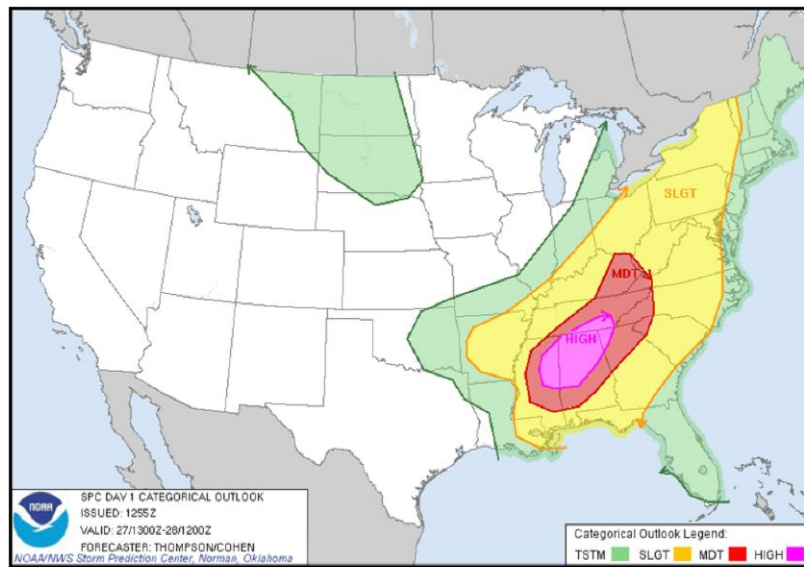 SLGT
MDT
HIGH
NOAA
SPC DAY 1 CATEGORICAL OUTLOOK
ISSUED: 1255Z
VALID: 27/1300Z-28/1200Z
FORECASTER: THOMPSON/COHEN
NOAA/NWS Storm Prediction Center, Norman, Oklahoma
Categorical Outlook Legend:
TSTM SLGT MDT HIGH